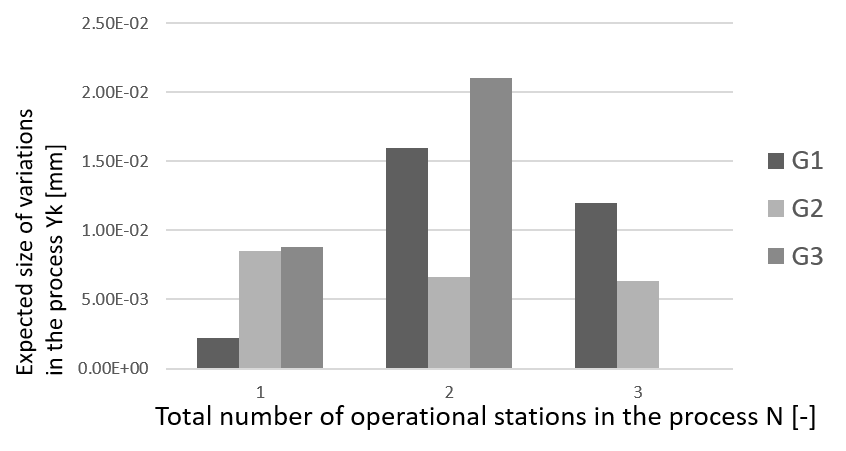 2.50E-02
2.00E-02
1.50E-02
1.00E-02
5.00E-03
0.00E+00
Expected size of variations
in the process Yk [mm]
1
2
3
Total number of operational stations in the process N [-]
G1
G2
G3